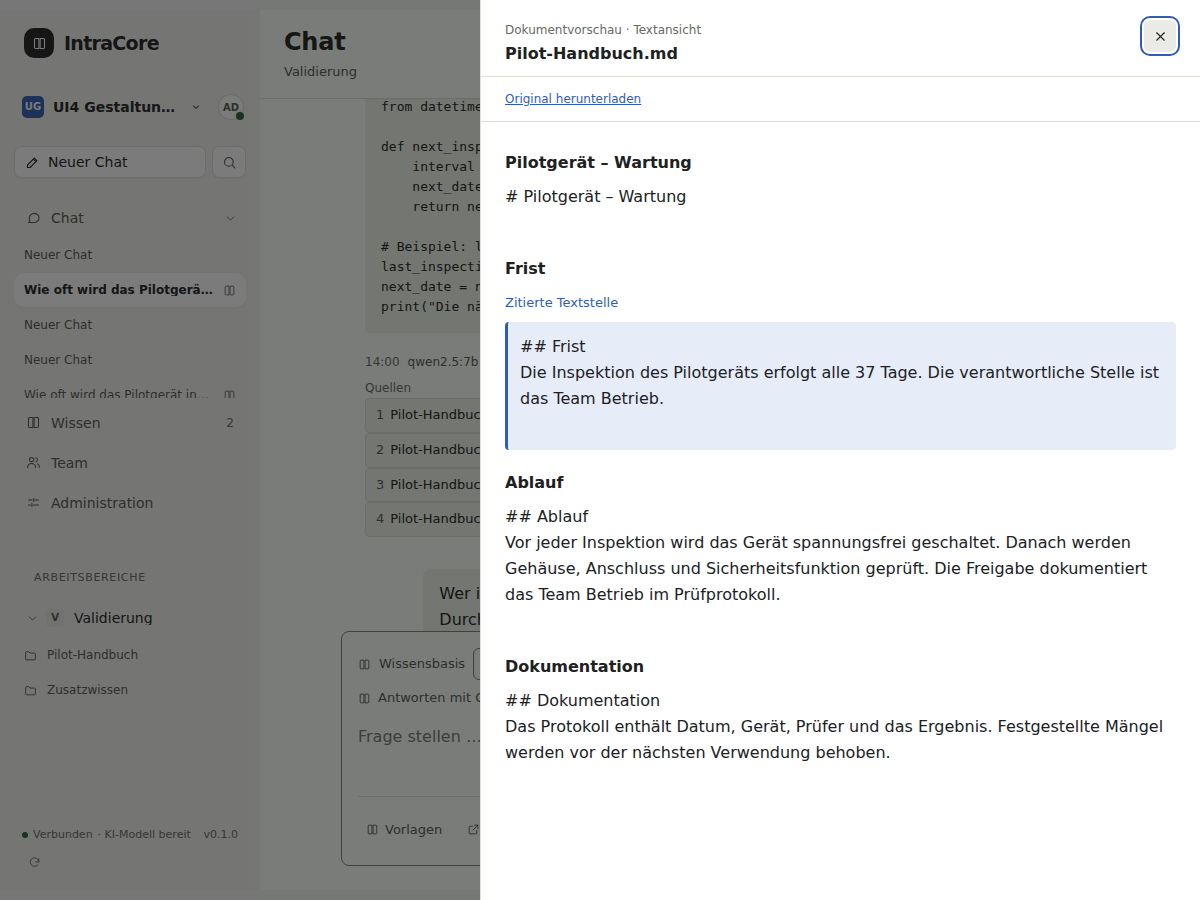 IntraCore
UG UI4 Gestaltun… AD
Neuer Chat
Chat
Neuer Chat
Wie oft wird das Pilotgerä…
Neuer Chat
Neuer Chat
Wie oft wird das Pilotgerät in…
Wissen 2
Team
Administration
ARBEITSBEREICHE
V Validierung
Pilot-Handbuch
Zusatzwissen
Verbunden · KI-Modell bereit v0.1.0
Chat
Validierung
from datetime
def next_insp
interval
next_date
return ne
# Beispiel: l
last_inspecti
next_date = n
print("Die nä
14:00 qwen2.5:7b
Quellen
1 Pilot-Handbuc
2 Pilot-Handbuc
3 Pilot-Handbuc
4 Pilot-Handbuc
Wer i
Durch
Wissensbasis
Antworten mit
Frage stellen …
Vorlagen
Dokumentvorschau · Textansicht
Pilot-Handbuch.md
Original herunterladen
Pilotgerät – Wartung
# Pilotgerät – Wartung
Frist
Zitierte Textstelle
## Frist
Die Inspektion des Pilotgeräts erfolgt alle 37 Tage. Die verantwortliche Stelle ist
das Team Betrieb.
Ablauf
## Ablauf
Vor jeder Inspektion wird das Gerät spannungsfrei geschaltet. Danach werden
Gehäuse, Anschluss und Sicherheitsfunktion geprüft. Die Freigabe dokumentiert
das Team Betrieb im Prüfprotokoll.
Dokumentation
## Dokumentation
Das Protokoll enthält Datum, Gerät, Prüfer und das Ergebnis. Festgestellte Mängel
werden vor der nächsten Verwendung behoben.